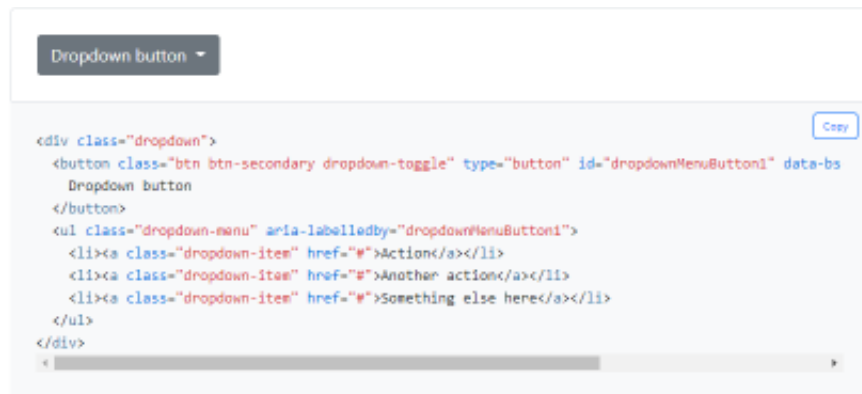 Dropdown button
Copy
<div class="dropdown">
  <button class="btn btn-secondary dropdown-toggle" type="button" id="dropdownMenuButton1" data-bs
    Dropdown button
  </button>
  <ul class="dropdown-menu" aria-labelledby="dropdownMenuButton1">
    <li><a class="dropdown-item" href="#">Action</a></li>
    <li><a class="dropdown-item" href="#">Another action</a></li>
    <li><a class="dropdown-item" href="#">Something else here</a></li>
  </ul>
</div>